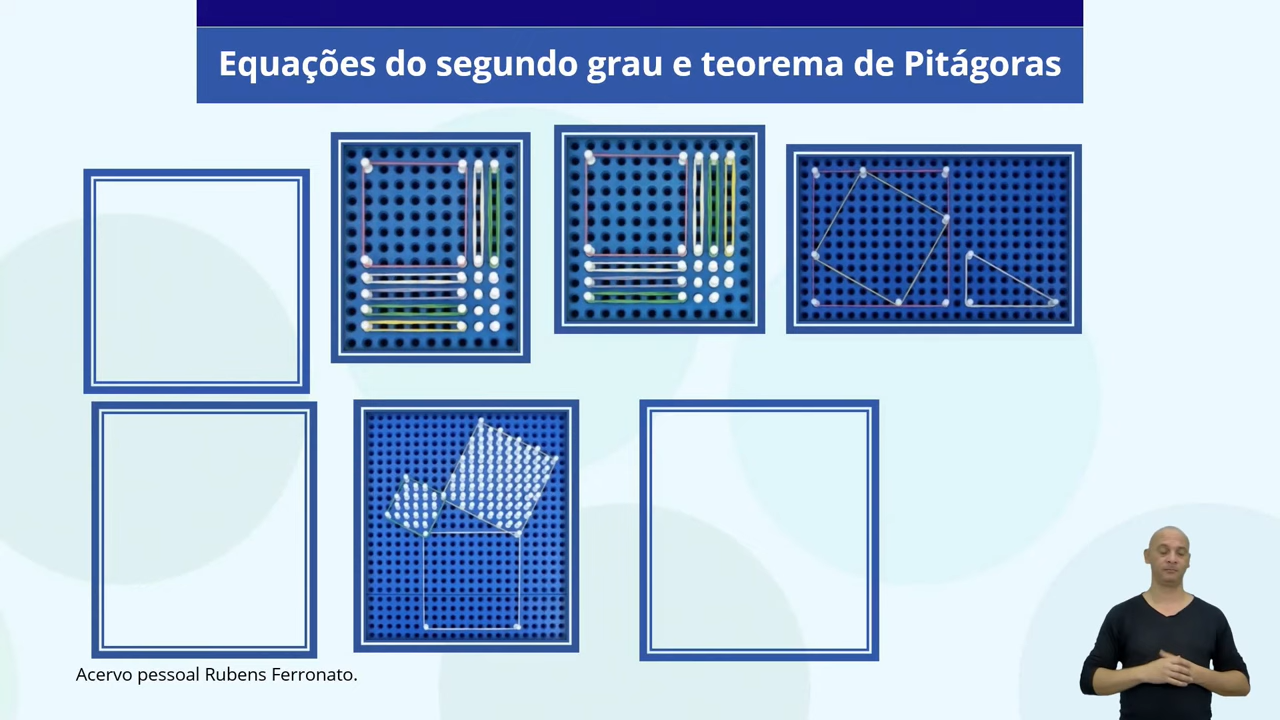 Equações do segundo grau e teorema de Pitágoras
Acervo pessoal Rubens Ferronato.